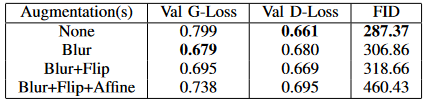 Augmentation(s) Val G-Loss Val D-Loss FID
None 0.799 0.661 287.37
Blur 0.679 0.680 306.86
Blur+Flip 0.695 0.669 318.66
Blur+Flip+Affine 0.738 0.695 460.43